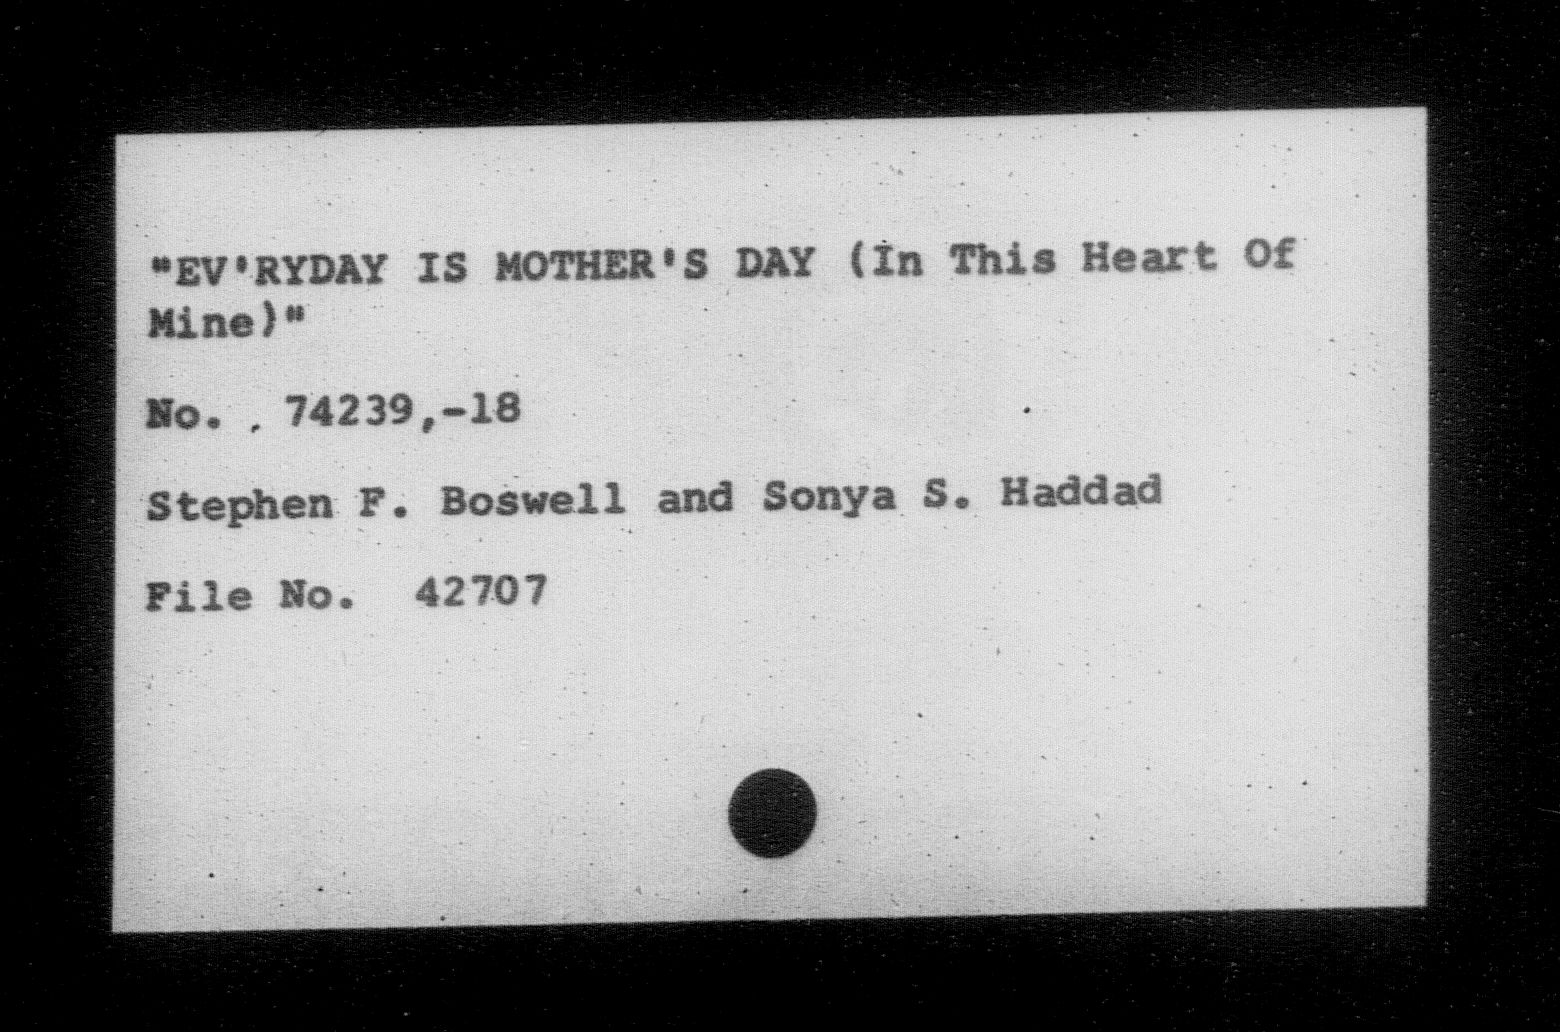 "EV'RYDAY IS MOTHER'S DAY (In This Heart Of
Mine)"
No. , 74239,-18
Stephen F. Boswell and Sonya S. Haddad
File No. 42707